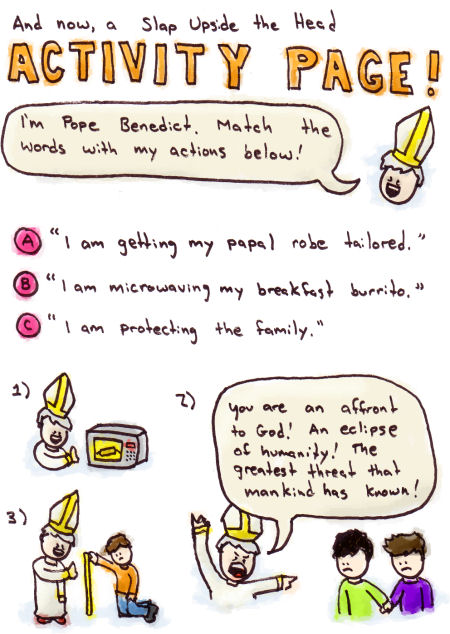 And now, a Slap Upside the Head
ACTIVITY PAGE!
I'm Pope Benedict. Match the
words with my actions below!
A "I am getting my papal robe tailored."
B "I am microwaving my breakfast burrito."
C "I am protecting the family."
1)
2)
you are an affront
to God! An eclipse
of humanity! The
greatest threat that
mankind has known!
3)